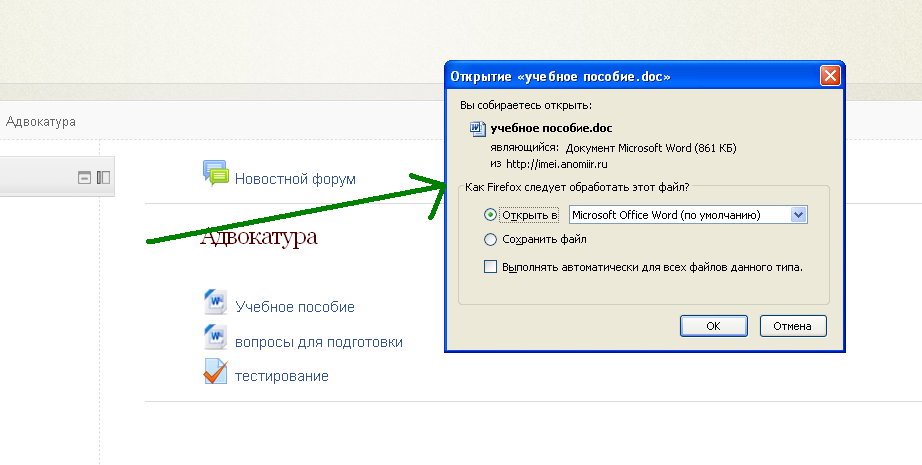 Адвокатура
Новостной форум
Адвокатура
Учебное пособие
вопросы для подготовки
тестирование
Открытие «учебное пособие.doc»
Вы собираетесь открыть:
учебное пособие.doc
являющийся: Документ Microsoft Word (861 КБ)
из http://imei.anomiir.ru
Как Firefox следует обработать этот файл?
Открыть в Microsoft Office Word (по умолчанию)
Сохранить файл
Выполнять автоматически для всех файлов данного типа.
ОК Отмена